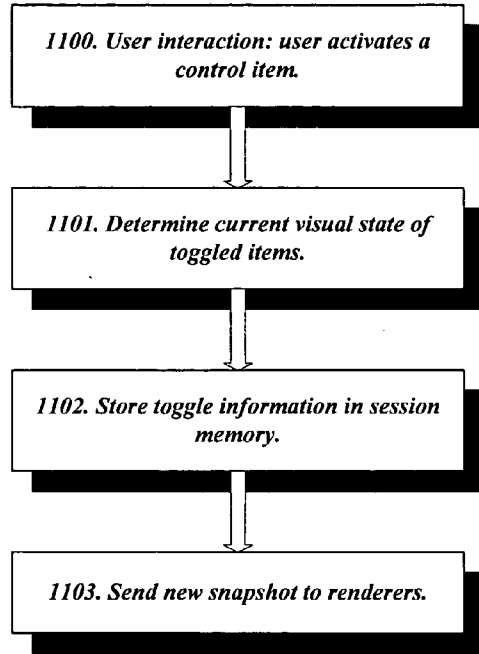 1100. User interaction: user activates a
control item.
1101. Determine current visual state of
toggled items.
1102. Store toggle information in session
memory.
1103. Send new snapshot to renderers.